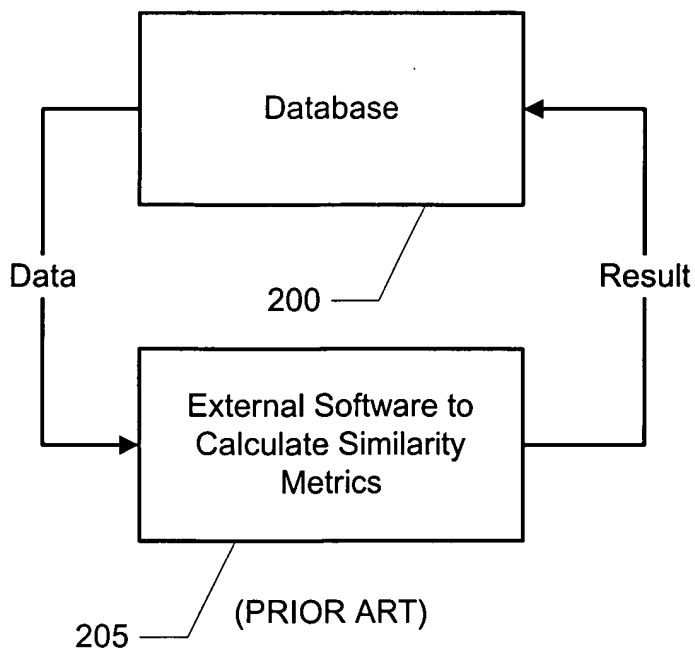 Database
Data
Result
200
External Software to
Calculate Similarity
Metrics
(PRIOR ART)
205